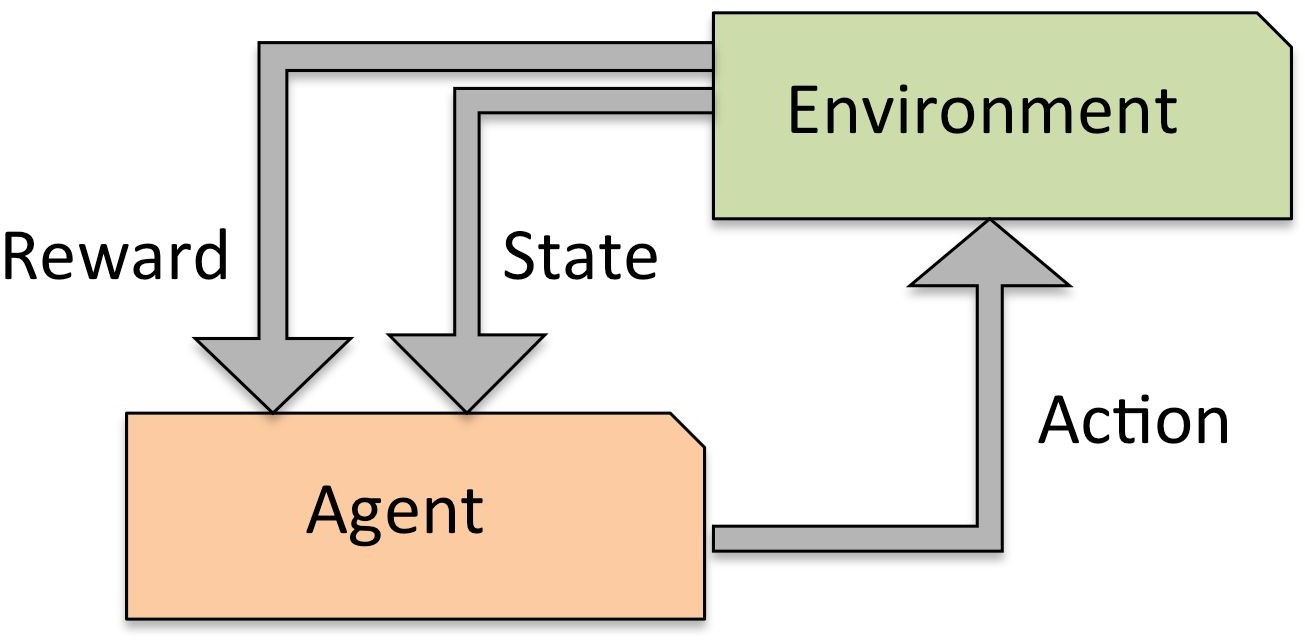 Environment
Reward
State
Action
Agent